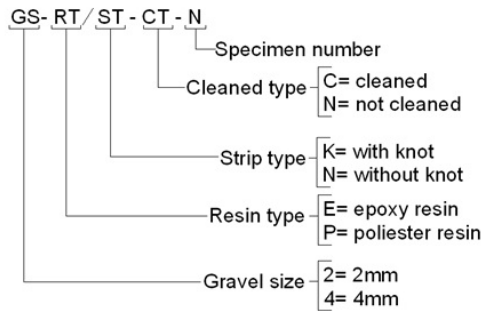 GS-RT/ST-CT-N
Specimen number
Cleaned type
C= cleaned
N= not cleaned
Strip type
K= with knot
N= without knot
Resin type
E= epoxy resin
P= poliester resin
Gravel size
2= 2mm
4= 4mm